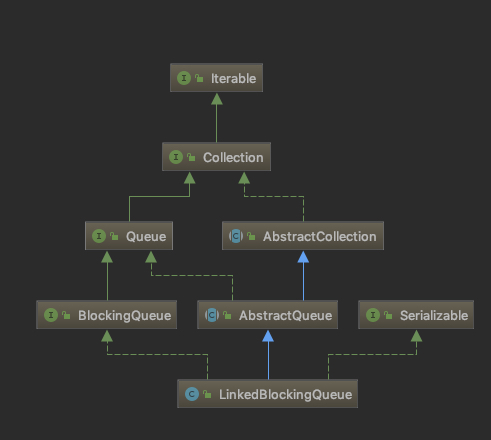 I Iterable
I Collection
I Queue
C AbstractCollection
I BlockingQueue
C AbstractQueue
I Serializable
C LinkedBlockingQueue